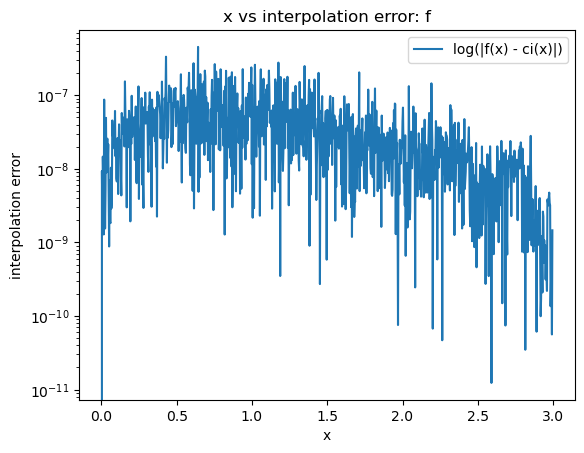 x vs interpolation error: f
log(|f(x) - ci(x)|)
interpolation error
10⁻⁷
10⁻⁸
10⁻⁹
10⁻¹⁰
10⁻¹¹
0.0 0.5 1.0 1.5 2.0 2.5 3.0
x